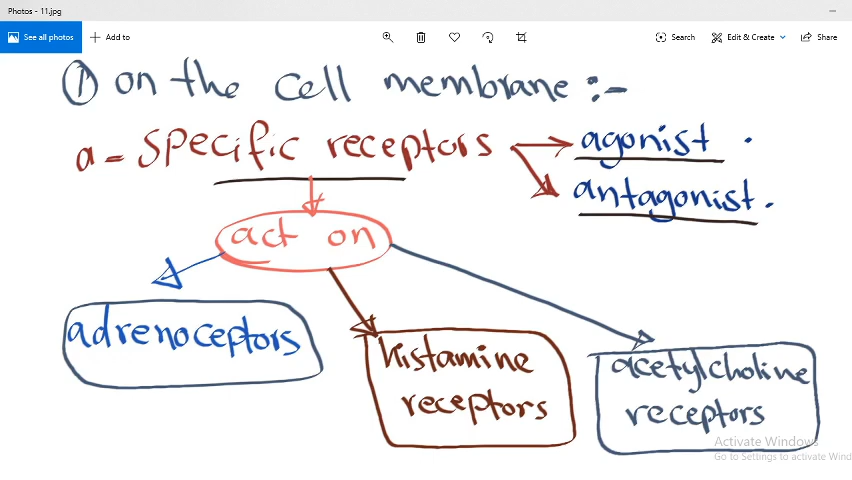 Photos - 11.jpg
See all photos
Add to
Search
Edit & Create
Share
① on the cell membrane :-
a - specific receptors
agonist .
antagonist .
act on
adrenoceptors
histamine
receptors
acetylcholine
receptors
Activate Windows
Go to Settings to activate Wind